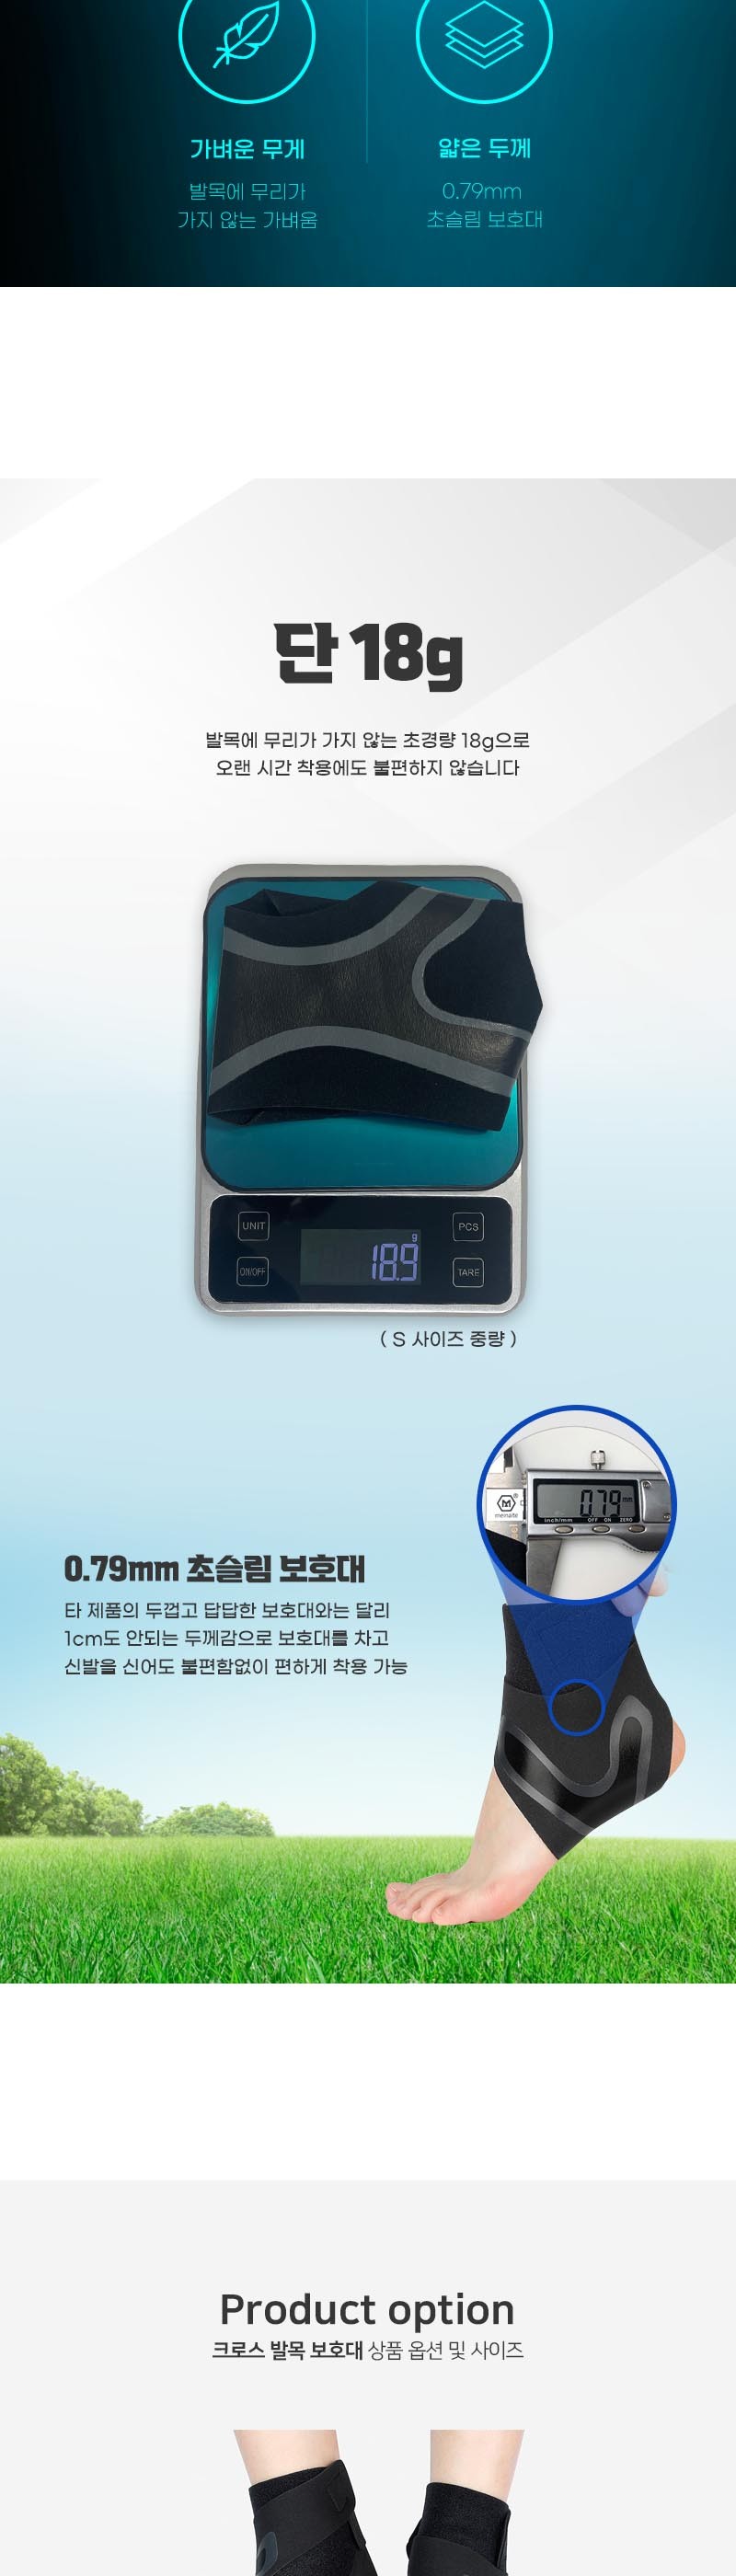 가벼운 무게
발목에 무리가
가지 않는 가벼움
얇은 두께
0.79mm
초슬림 보호대
단 18g
발목에 무리가 가지 않는 초경량 18g으로
오랜 시간 착용에도 불편하지 않습니다
UNIT
PCS
g
18.9
ON/OFF
TARE
( S 사이즈 중량 )
meinaite
0.79 mm
inch/mm OFF ON ZERO
0.79mm 초슬림 보호대
타 제품의 두껍고 답답한 보호대와는 달리
1cm도 안되는 두께감으로 보호대를 차고
신발을 신어도 불편함없이 편하게 착용 가능
Product option
크로스 발목 보호대 상품 옵션 및 사이즈